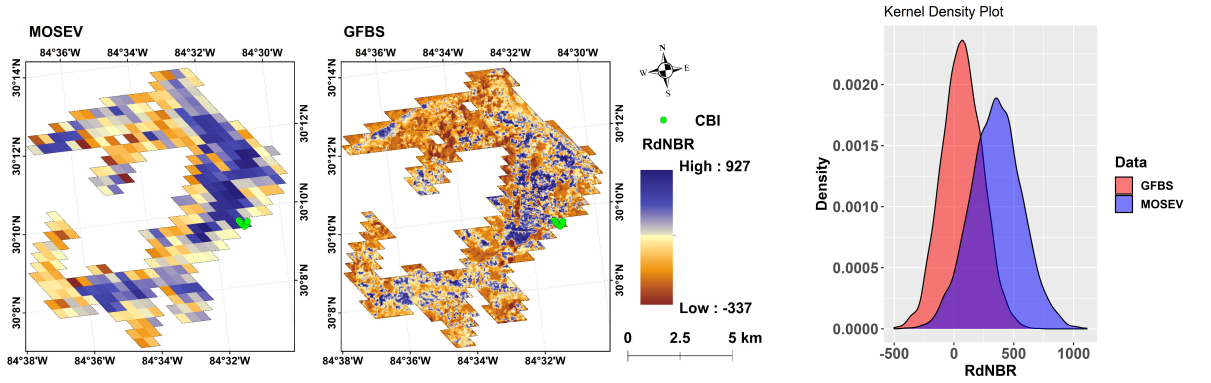 MOSEV
84°36'W 84°34'W 84°32'W 84°30'W
30°14'N
30°12'N
30°10'N
30°8'N
30°12'N
30°10'N
30°8'N
84°38'W 84°36'W 84°34'W 84°32'W
GFBS
84°36'W 84°34'W 84°32'W 84°30'W
30°14'N
30°12'N
30°10'N
30°8'N
30°12'N
30°10'N
30°8'N
84°38'W 84°36'W 84°34'W 84°32'W
N
W E
S
CBI
RdNBR
High : 927
Low : -337
0 2.5 5 km
Kernel Density Plot
Density
0.0020
0.0015
0.0010
0.0005
0.0000
-500 0 500 1000
RdNBR
Data
GFBS
MOSEV